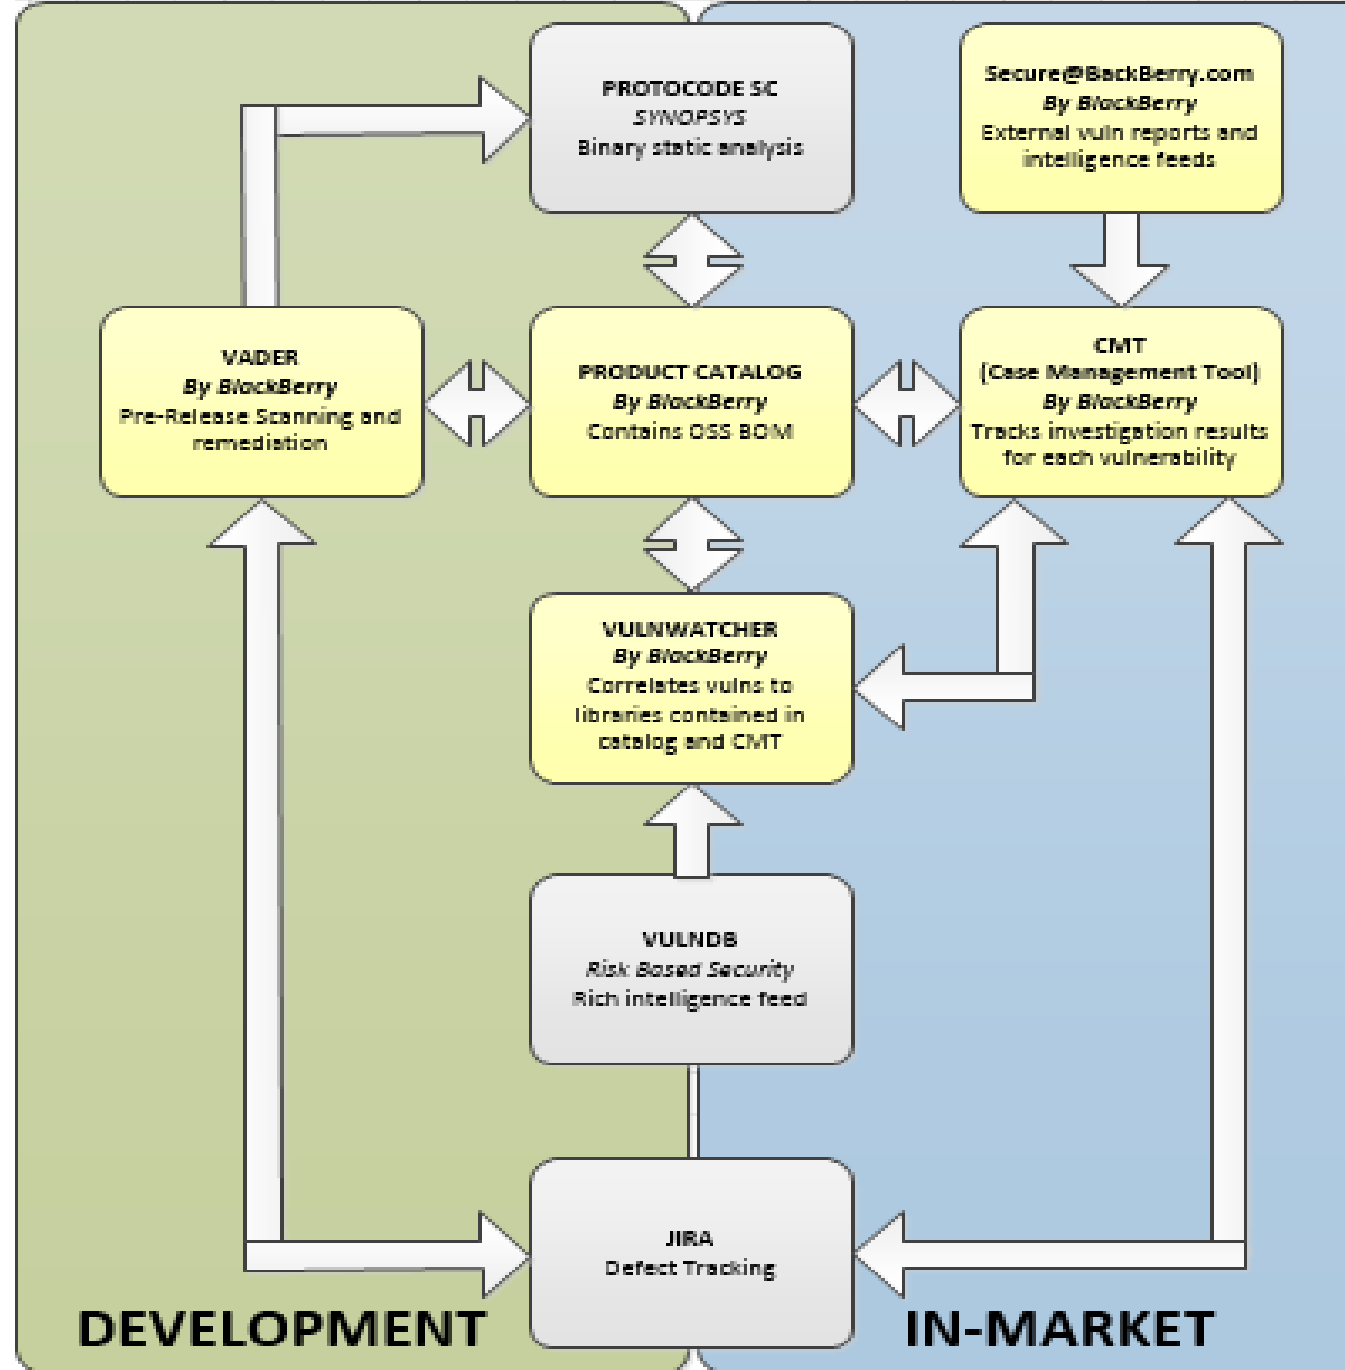 PROTOCODE SC
SYNOPSYS
Binary static analysis
Secure@BackBerry.com
By BlackBerry
External vuln reports and
intelligence feeds
VADER
By BlackBerry
Pre-Release Scanning and
remediation
PRODUCT CATALOG
By BlackBerry
Contains OSS BOM
CMT
(Case Management Tool)
By BlackBerry
Tracks investigation results
for each vulnerability
VULNWATCHER
By BlackBerry
Correlates vulns to
libraries contained in
catalog and CMT
VULNDB
Risk Based Security
Rich intelligence feed
JIRA
Defect Tracking
DEVELOPMENT
IN-MARKET